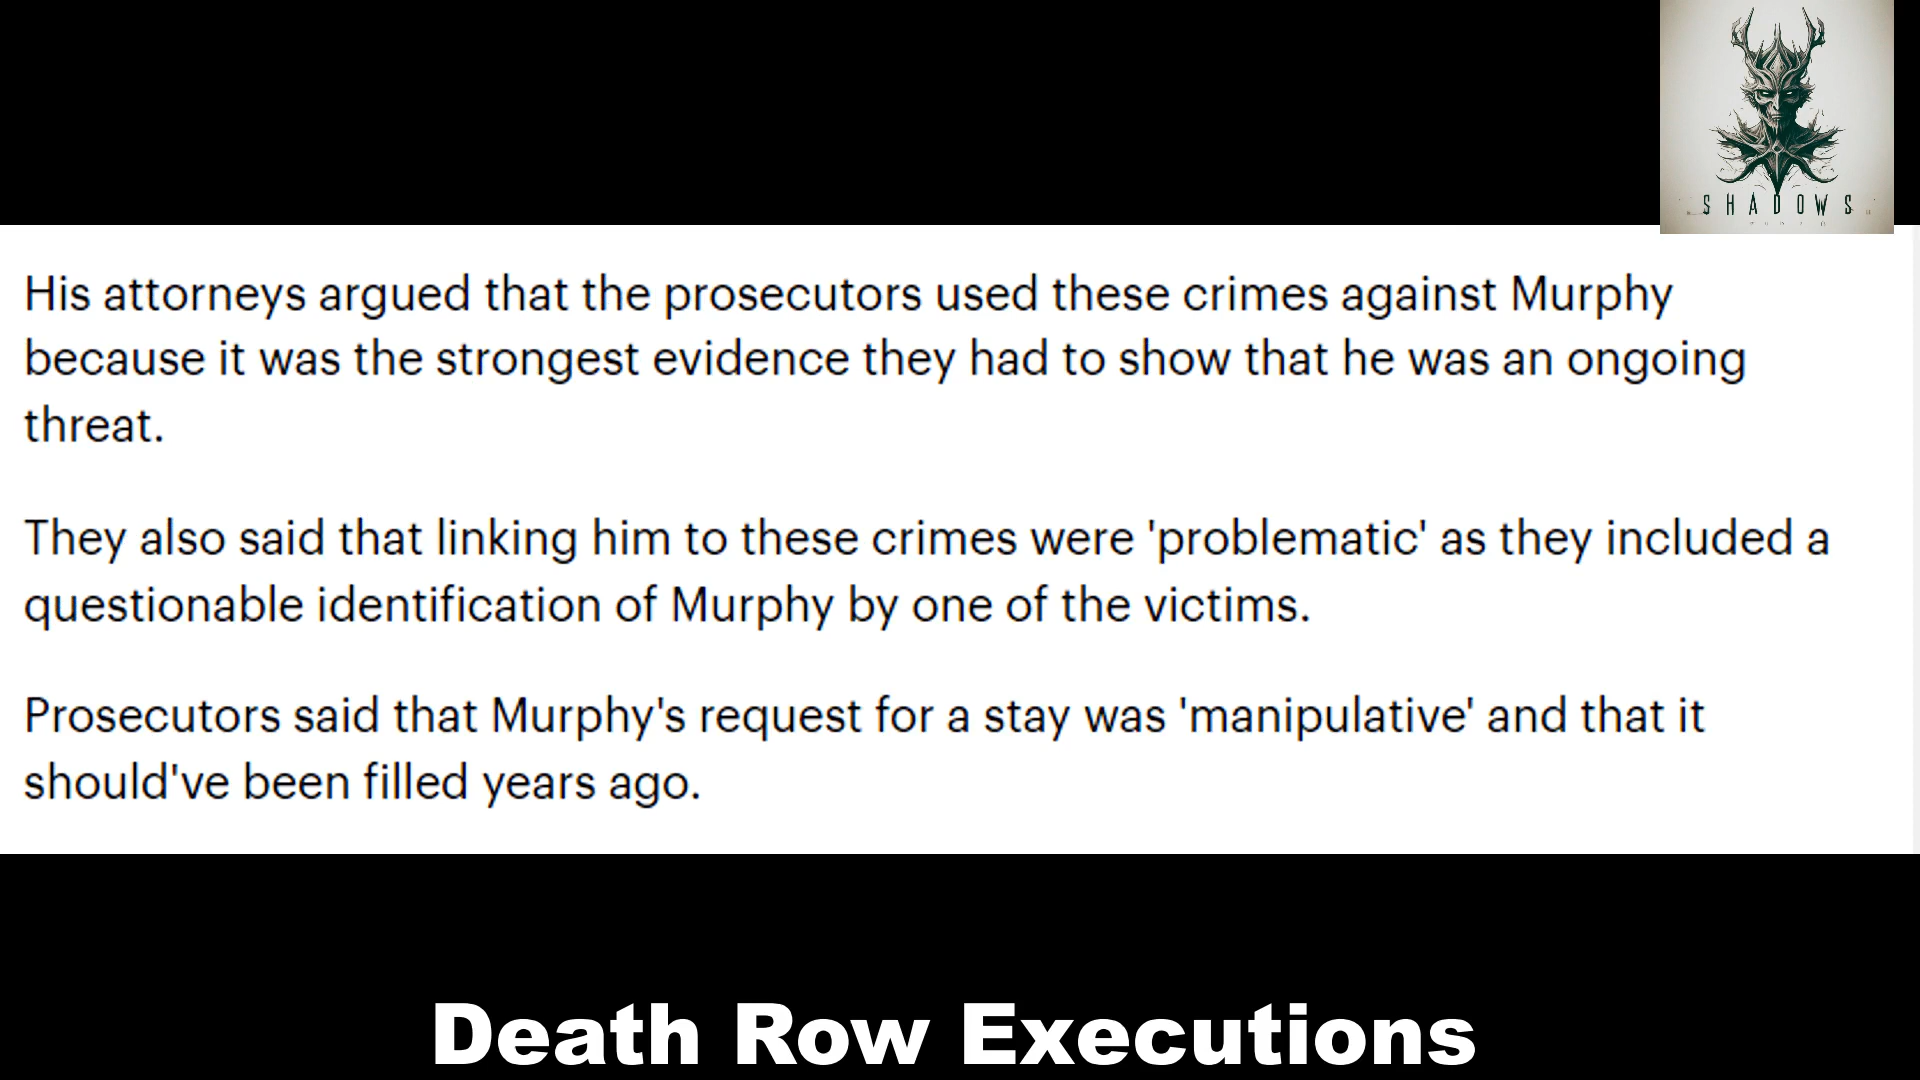 SHADOWS
His attorneys argued that the prosecutors used these crimes against Murphy
because it was the strongest evidence they had to show that he was an ongoing
threat.
They also said that linking him to these crimes were 'problematic' as they included a
questionable identification of Murphy by one of the victims.
Prosecutors said that Murphy's request for a stay was 'manipulative' and that it
should've been filled years ago.
Death Row Executions